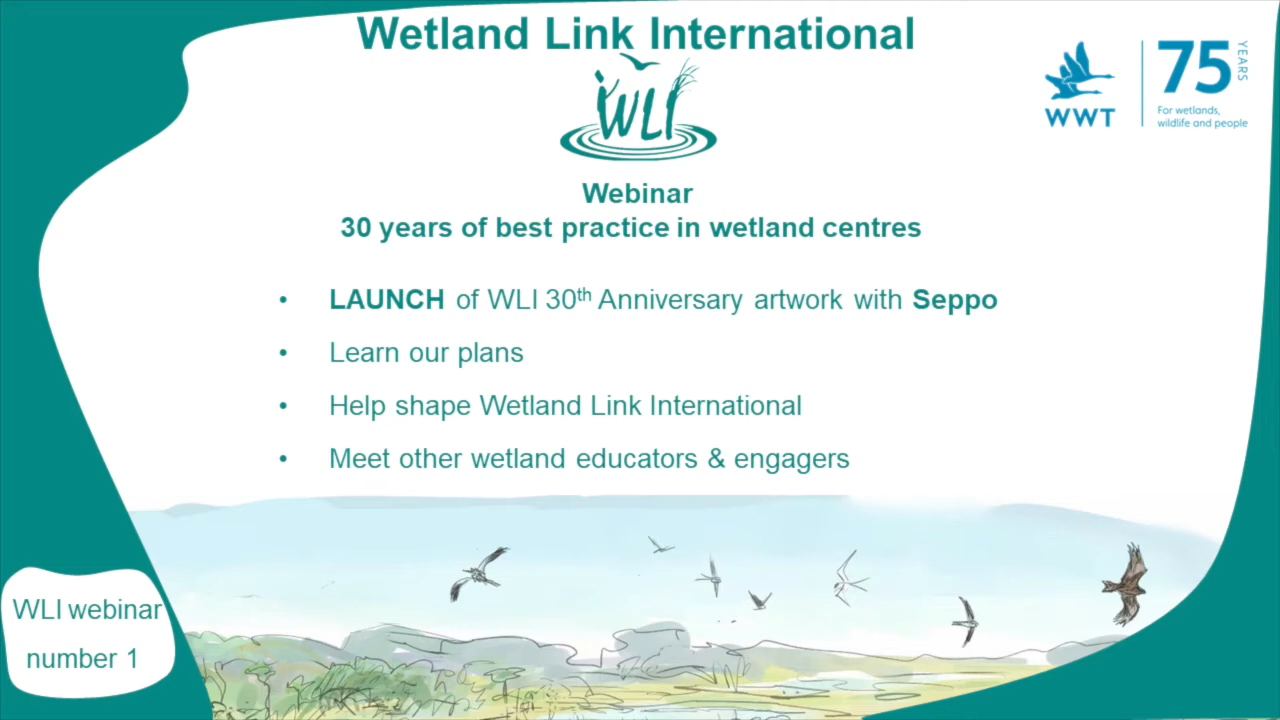 Wetland Link International
WLI
WWT
75 YEARS
For wetlands,
wildlife and people
Webinar
30 years of best practice in wetland centres
• LAUNCH of WLI 30th Anniversary artwork with Seppo
• Learn our plans
• Help shape Wetland Link International
• Meet other wetland educators & engagers
WLI webinar
number 1